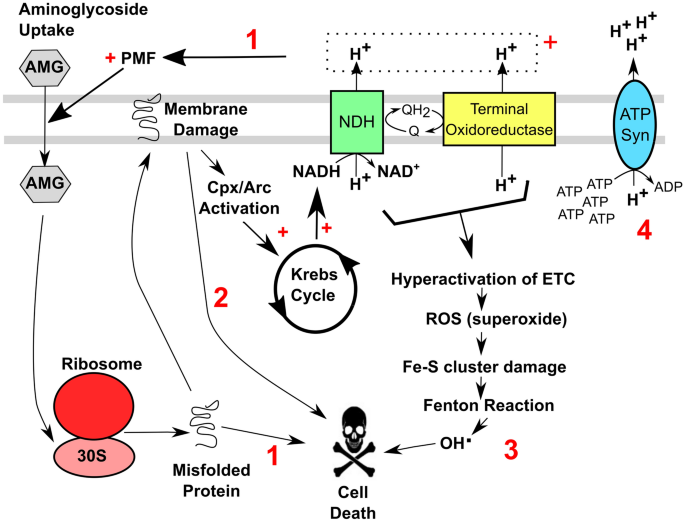 Aminoglycoside
Uptake
AMG
+ PMF
1
H+
H+
+
H+ H+
H+ H+
Membrane
Damage
NDH
QH2
Q
Terminal
Oxidoreductase
ATP
Syn
AMG
NADH
H+
NAD+
H+
ATP ATP
ATP
ATP ATP
H+
ADP
4
Cpx/Arc
Activation
+
+
Krebs
Cycle
2
Hyperactivation of ETC
ROS (superoxide)
Fe-S cluster damage
Fenton Reaction
OH·
3
Ribosome
30S
Misfolded
Protein
1
Cell
Death